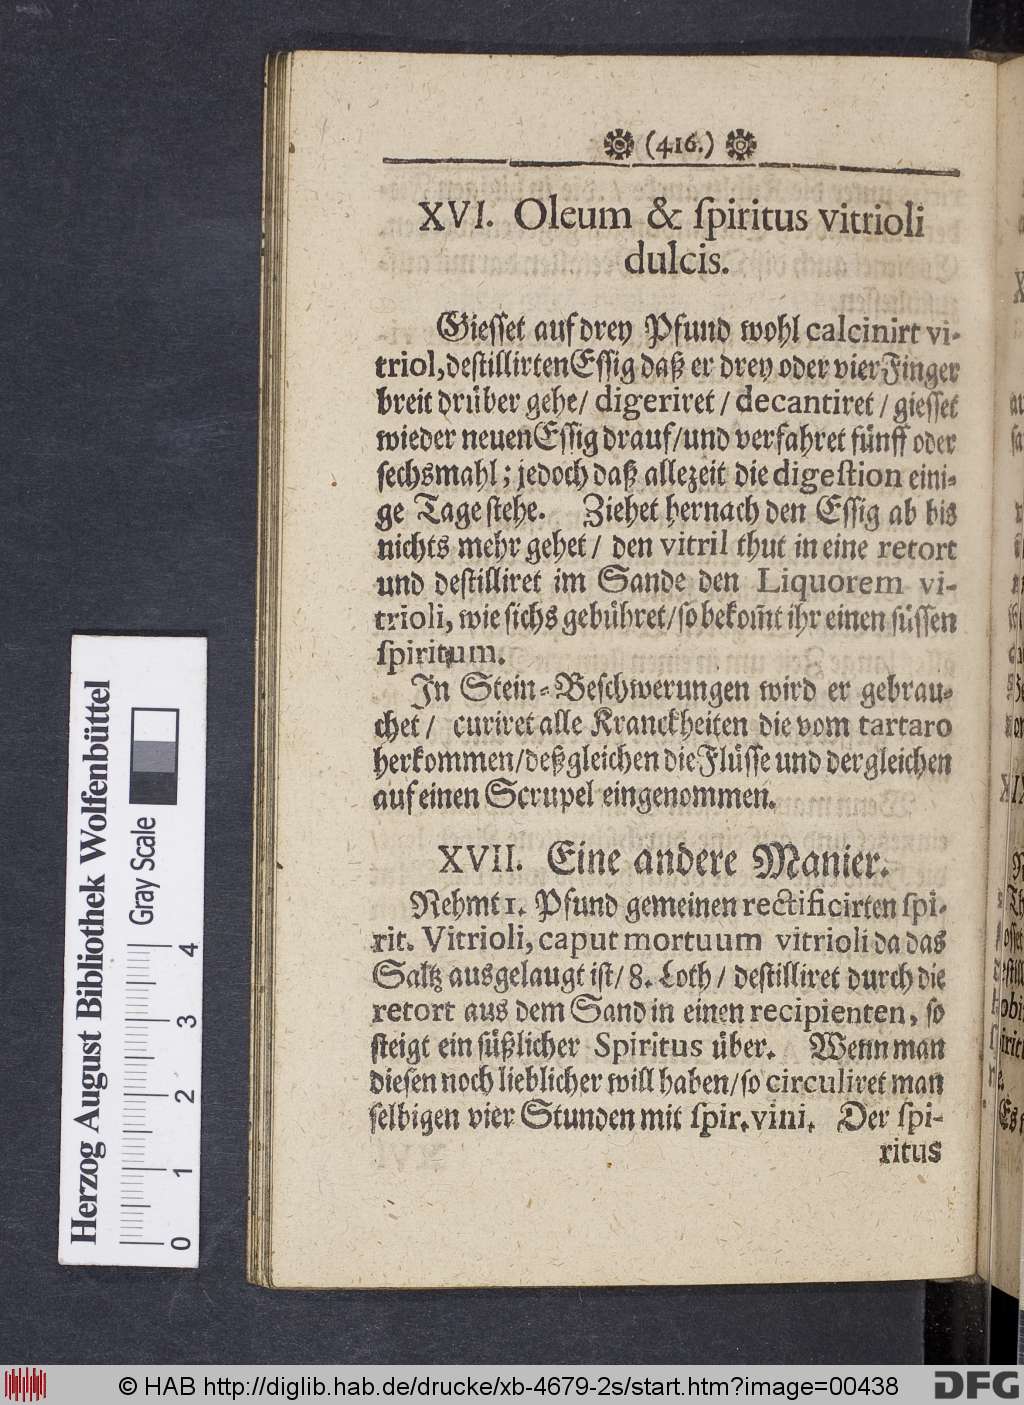 (416.)
XVI. Oleum & ſpiritus vitrioli
dulcis.
Gieſſet auf drey Pfund wohl calcinirt vi-
triol, deſtillirten Eſſig daß er drey oder vier Finger
breit drüber gehe/ digeriret / decantiret / gieſſet
wieder neuen Eſſig drauf/und verfahret fünff oder
ſechsmahl; jedoch daß allezeit die digeſtion eini-
ge Tage ſtehe. Ziehet hernach den Eſſig ab bis
nichts mehr gehet/ den vitril thut in eine retort
und deſtilliret im Sande den Liquorem vi-
trioli, wie ſichs gebühret/ſo bekom̃t ihr einen ſüſſen
ſpiritum.
In Stein-Beſchwerungen wird er gebrau-
chet/ curiret alle Kranckheiten die vom tartaro
herkommen/deßgleichen die Flüſſe und dergleichen
auf einen Scrupel eingenommen.
XVII. Eine andere Manier.
Nehmt 1. Pfund gemeinen rectificirten ſpi-
rit. Vitrioli, caput mortuum vitrioli da das
Saltz ausgelaugt iſt/ 8. Loth/ deſtilliret durch die
retort aus dem Sand in einen recipienten, ſo
ſteigt ein ſüßlicher Spiritus über. Wenn man
dieſen noch lieblicher will haben/ſo circuliret man
ſelbigen vier Stunden mit ſpir. vini. Der ſpi-
ritus
Herzog August Bibliothek Wolfenbüttel
Gray Scale
0 1 2 3 4
© HAB http://diglib.hab.de/drucke/xb-4679-2s/start.htm?image=00438
DFG